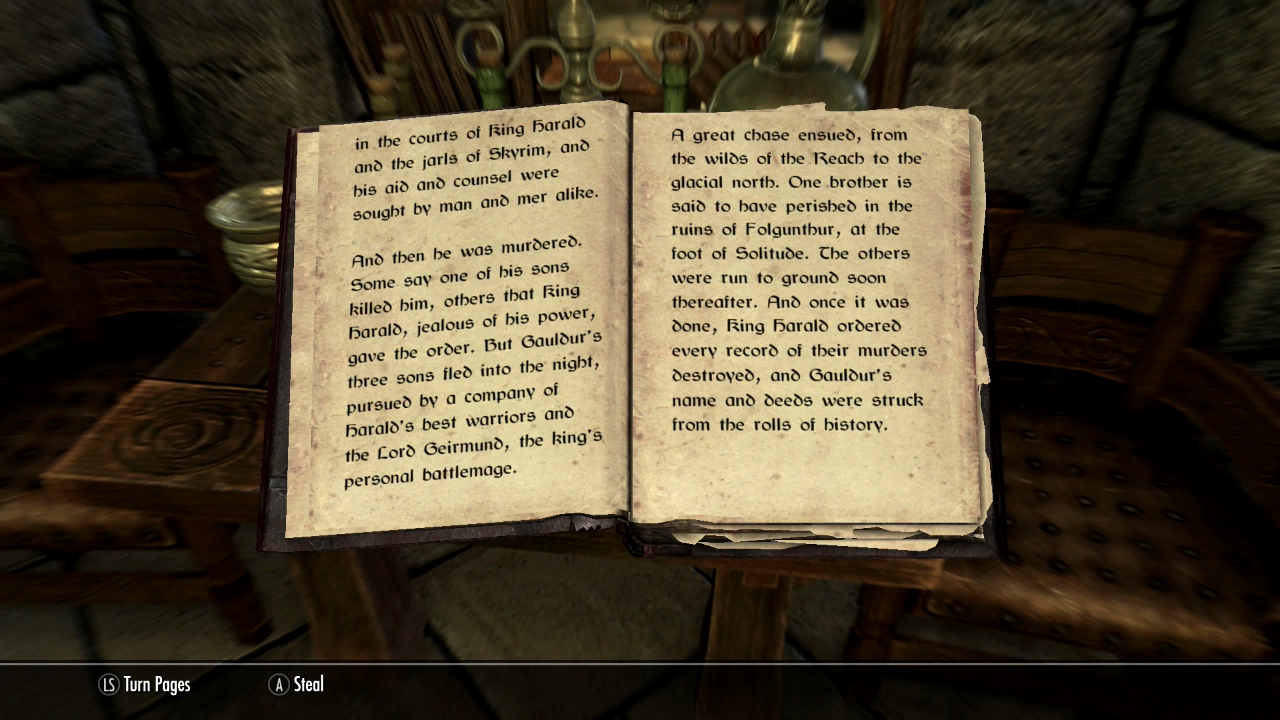 in the courts of King Harald
and the jarls of Skyrim, and
his aid and counsel were
sought by man and mer alike.
And then he was murdered.
Some say one of his sons
killed him, others that King
Harald, jealous of his power,
gave the order. But Gauldur's
three sons fled into the night,
pursued by a company of
Harald's best warriors and
the Lord Geirmund, the king's
personal battlemage.
A great chase ensued, from
the wilds of the Reach to the
glacial north. One brother is
said to have perished in the
ruins of Folgunthur, at the
foot of Solitude. The others
were run to ground soon
thereafter. And once it was
done, King Harald ordered
every record of their murders
destroyed, and Gauldur's
name and deeds were struck
from the rolls of history.
LS Turn Pages
A Steal